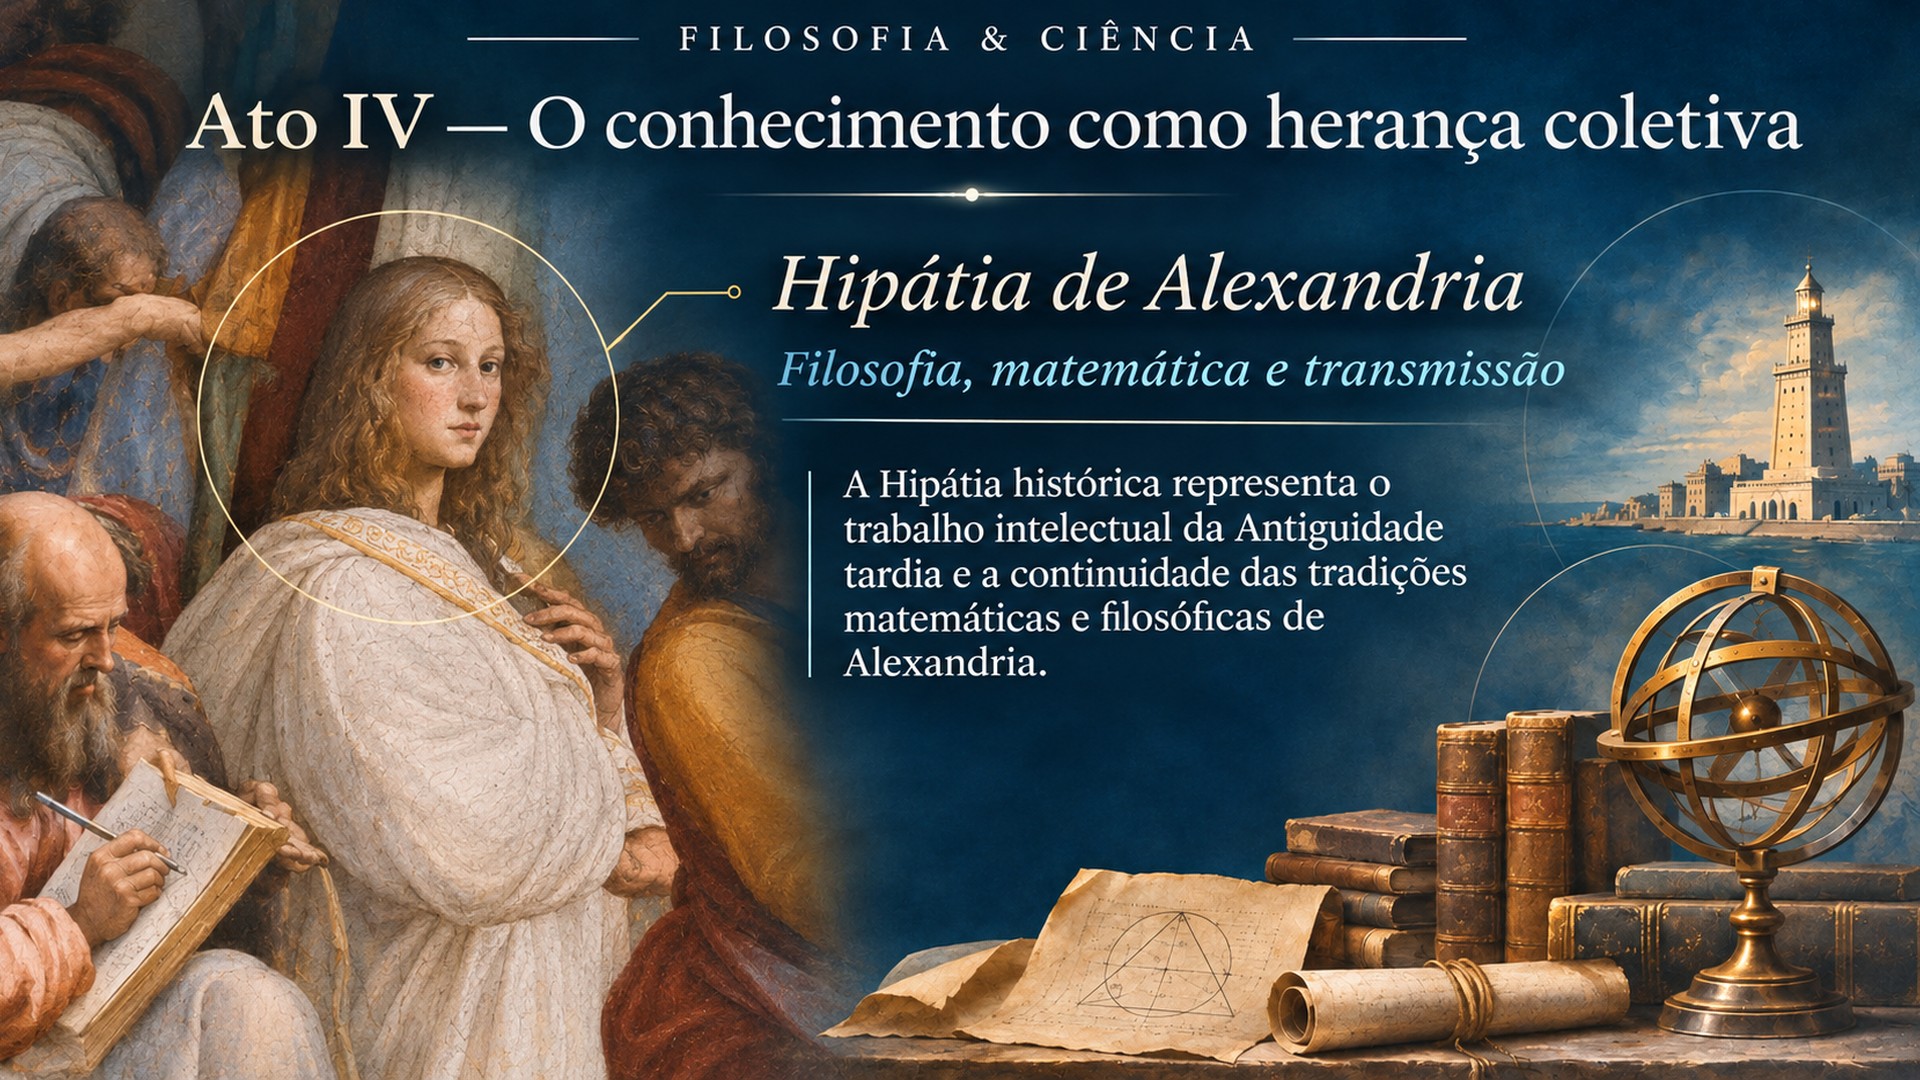 FILOSOFIA & CIÊNCIA
Ato IV — O conhecimento como herança coletiva
Hipátia de Alexandria
Filosofia, matemática e transmissão
A Hipátia histórica representa o
trabalho intelectual da Antiguidade
tardia e a continuidade das tradições
matemáticas e filosóficas de
Alexandria.